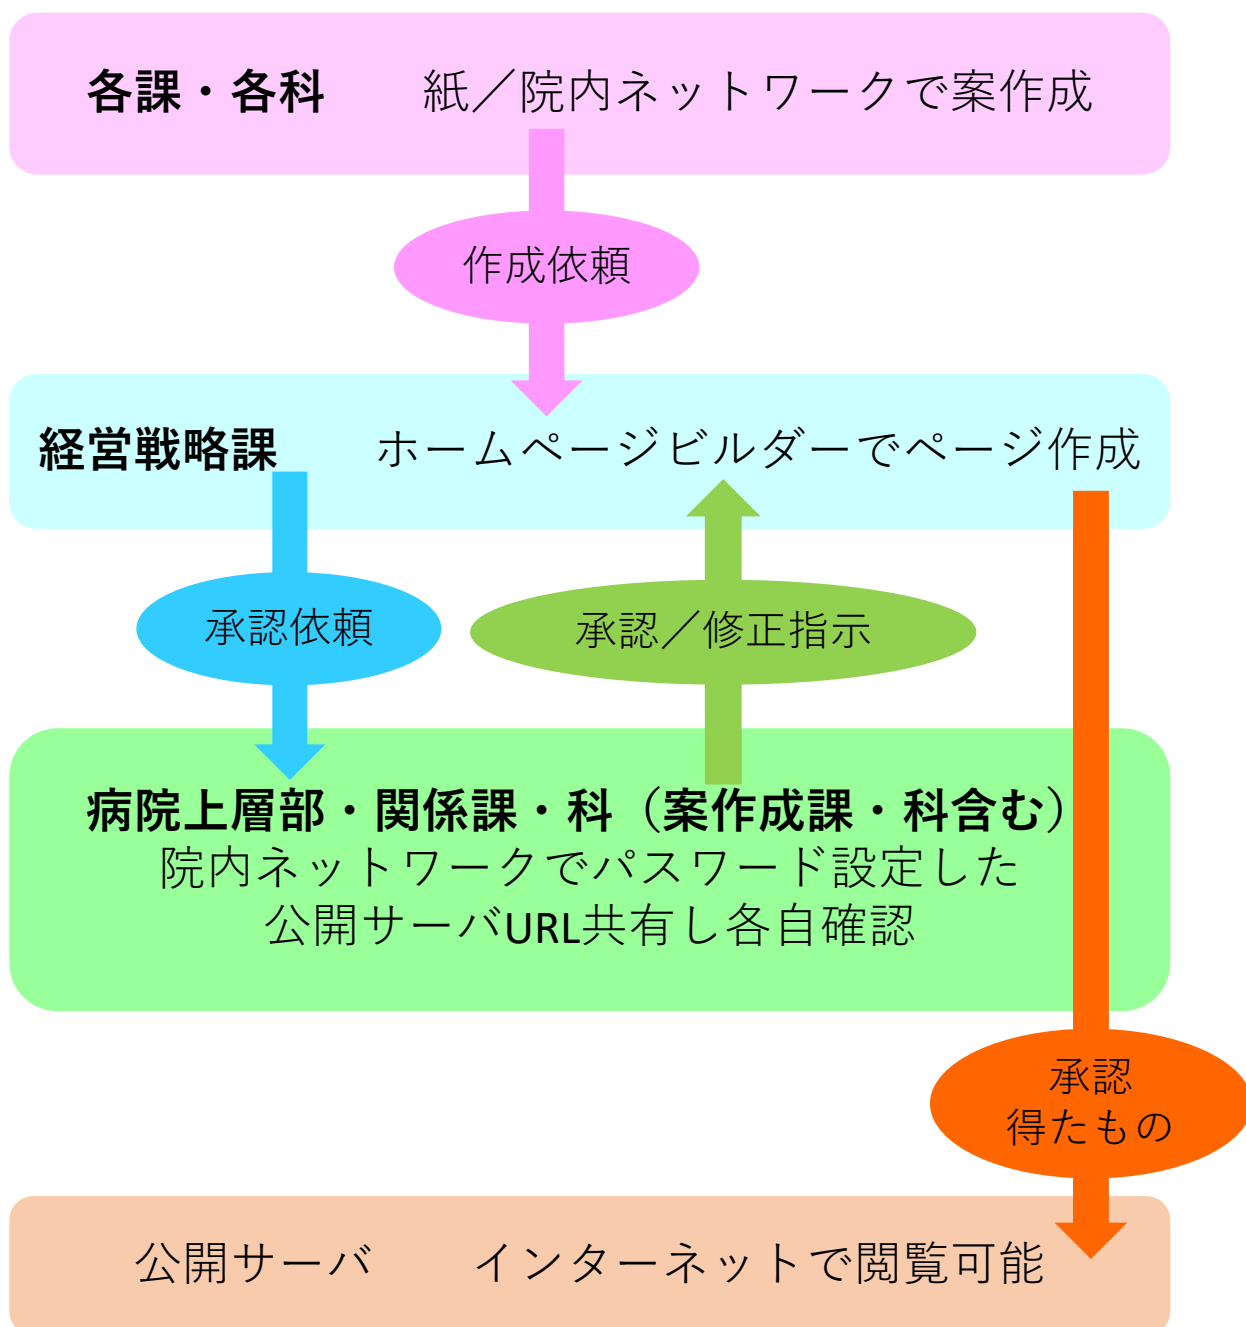 各課・各科　紙／院内ネットワークで案作成
作成依頼
経営戦略課　ホームページビルダーでページ作成
承認依頼
承認／修正指示
病院上層部・関係課・科（案作成課・科含む）
院内ネットワークでパスワード設定した
公開サーバURL共有し各自確認
承認
得たもの
公開サーバ　インターネットで閲覧可能